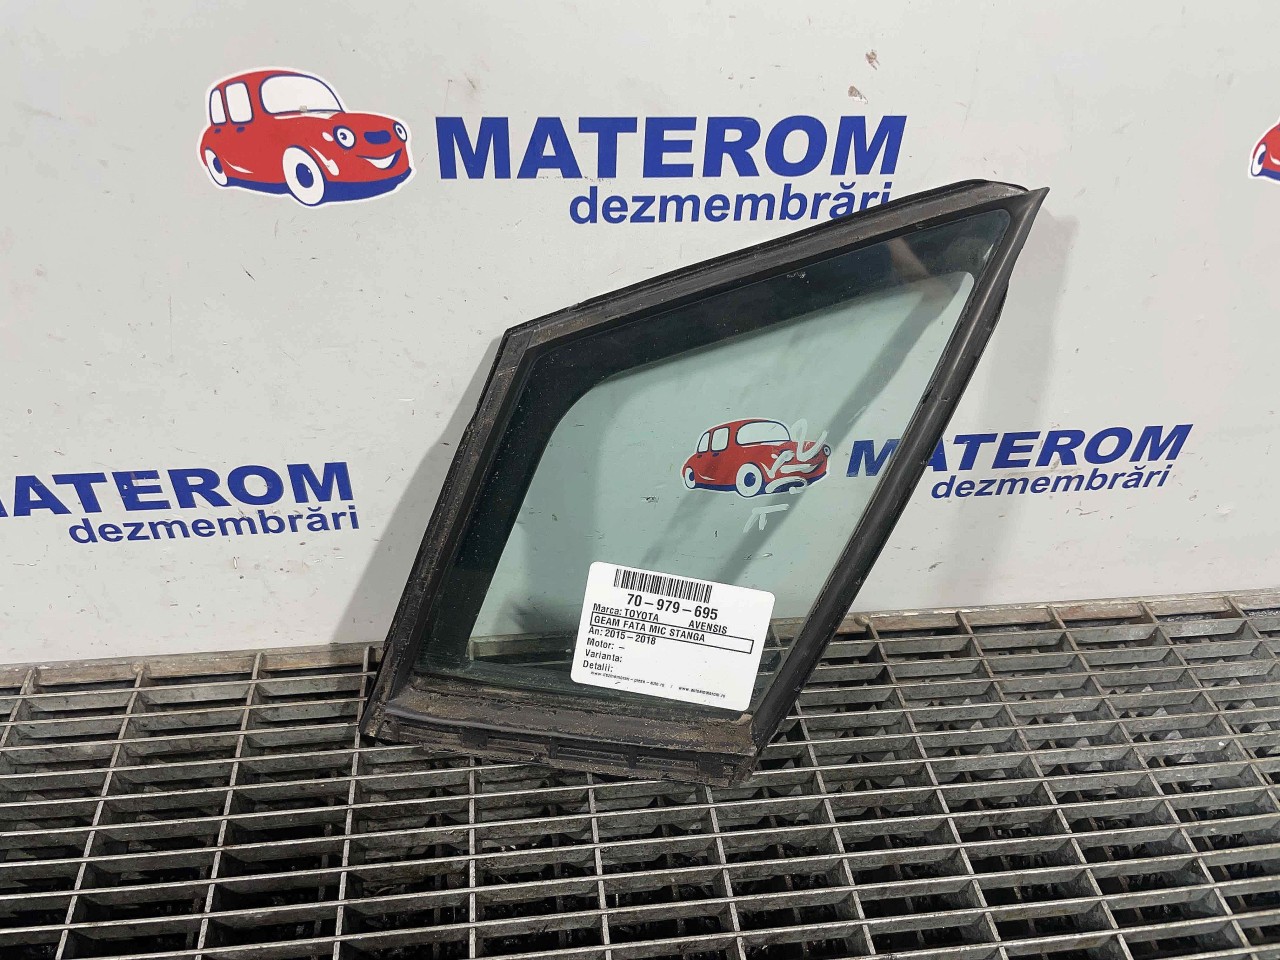 MATEROM
dezmembrări
MATEROM
dezmembrări
ATEROM
dezmembrări
70-979-695
Marca: TOYOTA AVENSIS
GEAM FATA MIC STANGA
An: 2015-2018
Motor: -
Varianta:
Detalii: